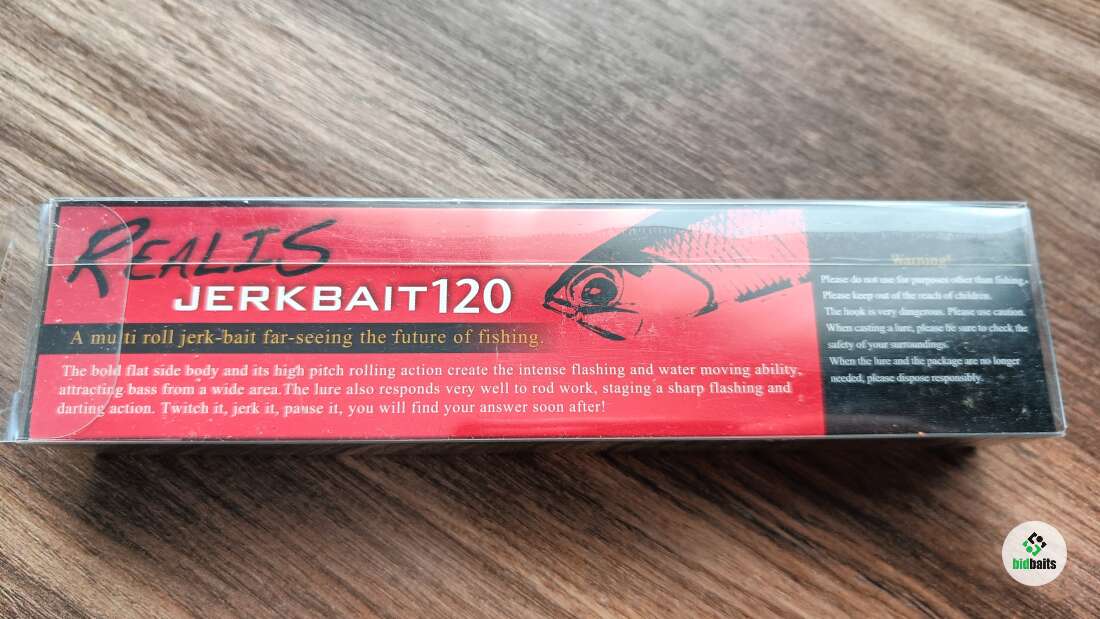 REALIS
JERKBAIT 120
A multi roll jerk-bait far-seeing the future of fishing.
The bold flat side body and its high pitch rolling action create the intense flashing and water moving ability,
attracting bass from a wide area. The lure also responds very well to rod work, staging a sharp flashing and
darting action. Twitch it, jerk it, pause it, you will find your answer soon after!
Warning!
Please do not use for purposes other than fishing.
Please keep out of the reach of children.
The hook is very dangerous. Please use caution.
When casting a lure, please be sure to check the
safety of your surroundings.
When the lure and the package are no longer
needed, please dispose responsibly.
bidbaits